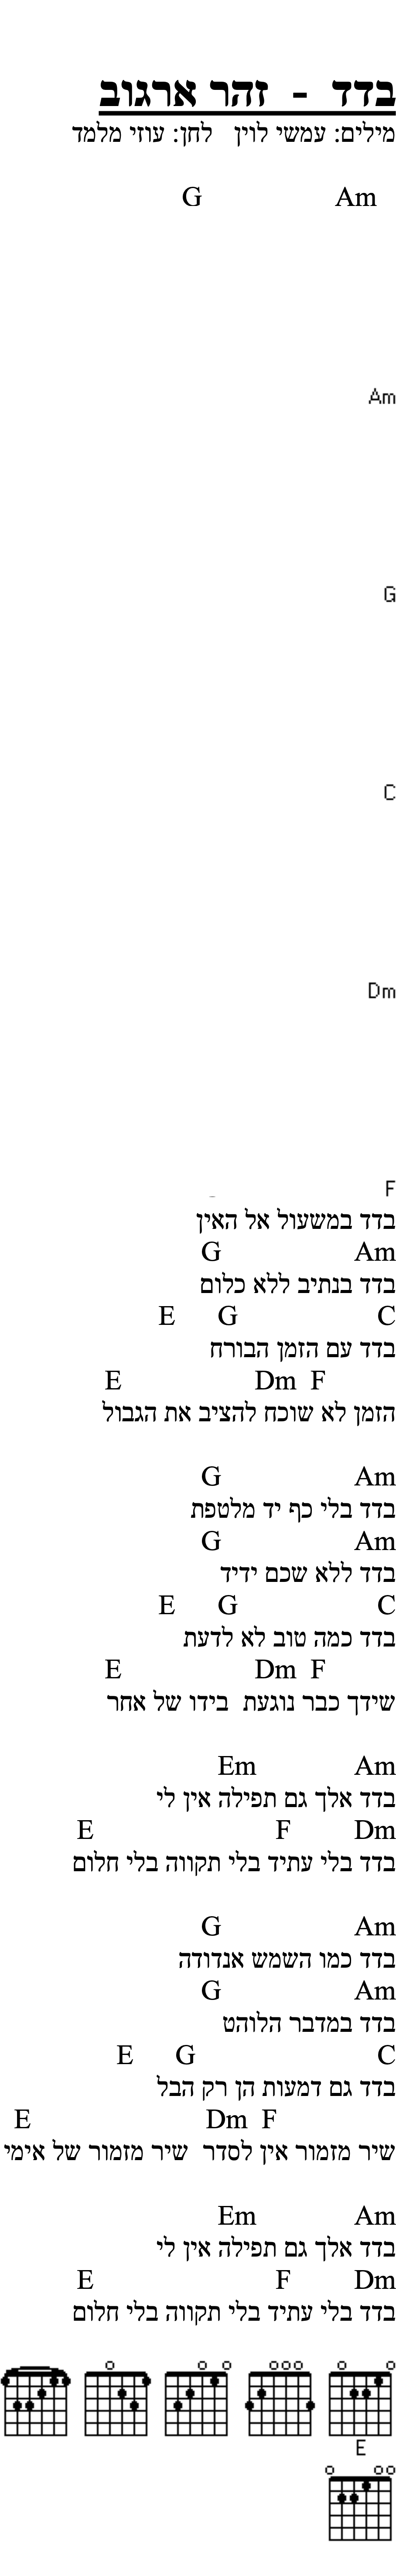 בדד - זהר ארגוב
מילים: עמשי לוין   לחן: עוזי מלמד
Am G
Am
G
C
Dm
F
בדד במשעול אל האין
Am G
בדד בנתיב ללא כלום
C G E
בדד עם הזמן הבורח
F Dm E
הזמן לא שוכח להציב את הגבול
Am G
בדד בלי כף יד מלטפת
Am G
בדד ללא שכם ידיד
C G E
בדד כמה טוב לא לדעת
F Dm E
שידך כבר נוגעת  בידו של אחר
Am Em
בדד אלך גם תפילה אין לי
Dm F E
בדד בלי עתיד בלי תקווה בלי חלום
Am G
בדד כמו השמש אנדודה
Am G
בדד במדבר הלוהט
C G E
בדד גם דמעות הן רק הבל
F Dm E
שיר מזמור אין לסדר  שיר מזמור של אימי
Am Em
בדד אלך גם תפילה אין לי
Dm F E
בדד בלי עתיד בלי תקווה בלי חלום
E